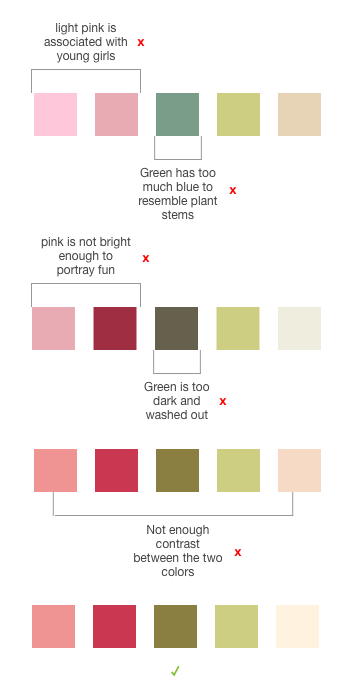 light pink is
associated with x
young girls
Green has too
much blue to x
resemble plant
stems
pink is not bright
enough to x
portray fun
Green is too
dark and x
washed out
Not enough
contrast
between the two x
colors